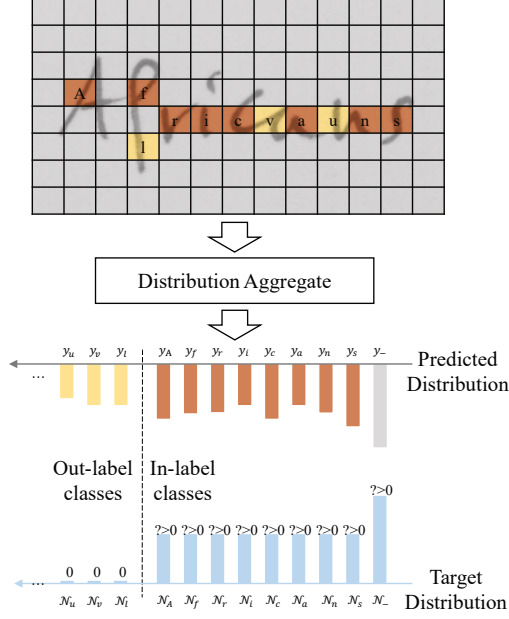 Africans
A f
r i c v a u n s
l
Distribution Aggregate
y_u y_v y_l y_A y_f y_r y_i y_c y_a y_n y_s y_−
... Predicted
Distribution
Out-label classes
In-label classes
?>0
?>0 ?>0 ?>0 ?>0 ?>0 ?>0 ?>0 ?>0
0 0 0
... Target
Distribution
𝒩_u 𝒩_v 𝒩_l 𝒩_A 𝒩_f 𝒩_r 𝒩_i 𝒩_c 𝒩_a 𝒩_n 𝒩_s 𝒩_−